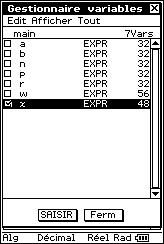 Gestionnaire variables
Edit Afficher Tout
main 7Vars
a EXPR 32
b EXPR 32
n EXPR 32
p EXPR 32
r EXPR 32
w EXPR 56
x EXPR 48
SAISIR Ferm
Alg Décimal Réel Rad